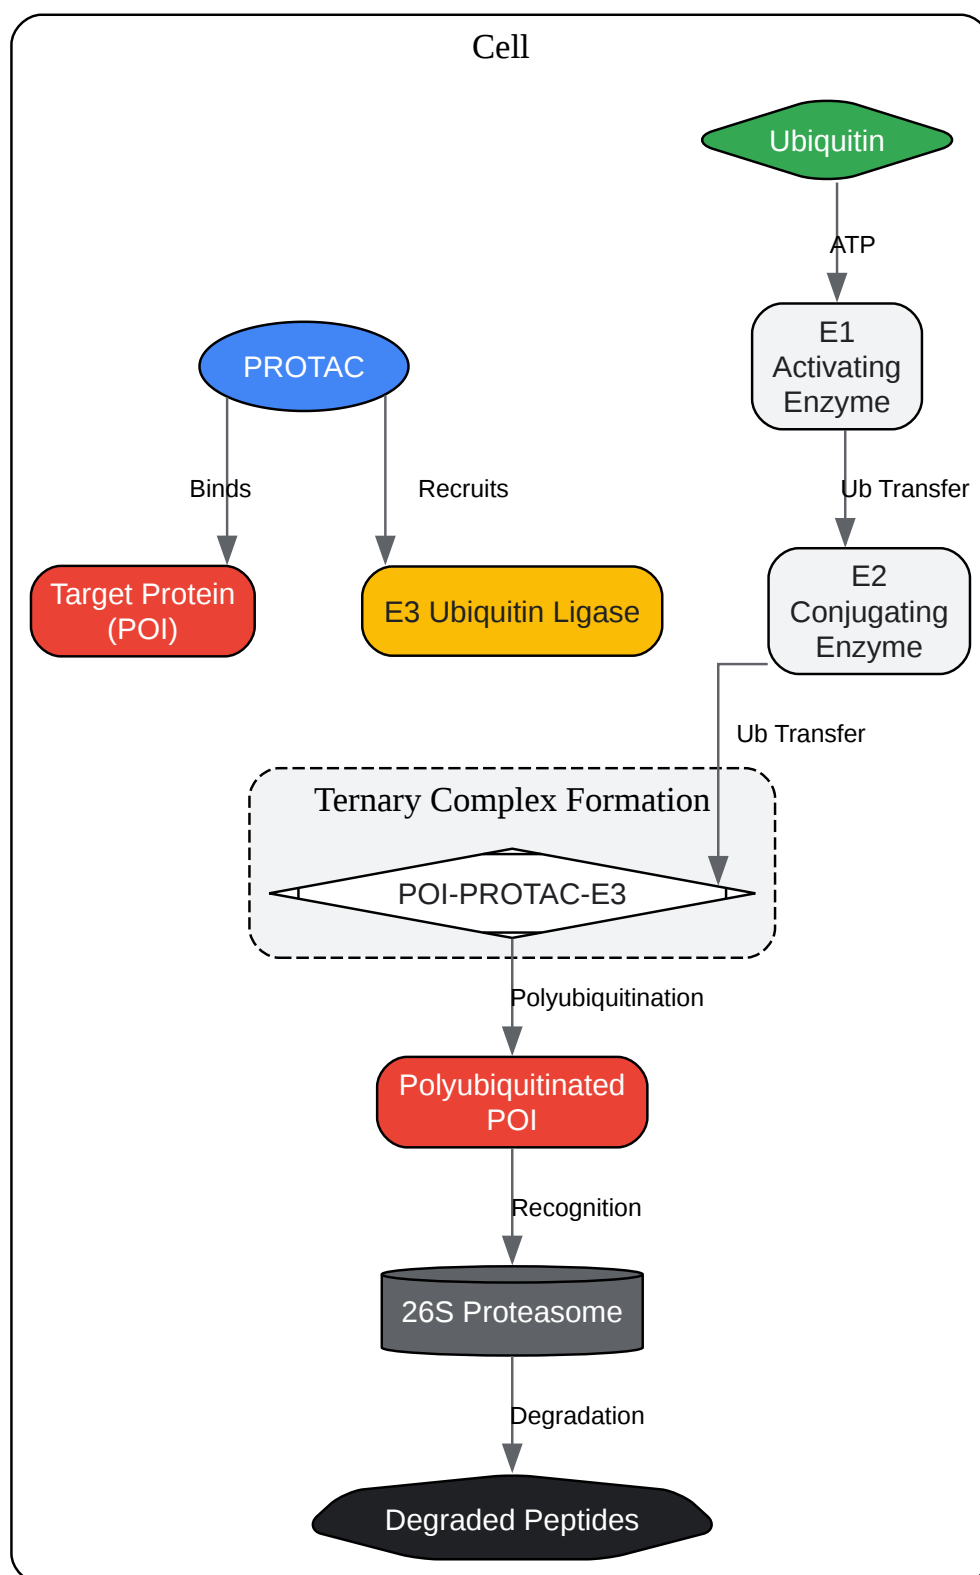 Cell
Ubiquitin
ATP
E1
Activating
Enzyme
PROTAC
Binds
Recruits
Ub Transfer
Target Protein
(POI)
E3 Ubiquitin Ligase
E2
Conjugating
Enzyme
Ub Transfer
Ternary Complex Formation
POI-PROTAC-E3
Polyubiquitination
Polyubiquitinated
POI
Recognition
26S Proteasome
Degradation
Degraded Peptides